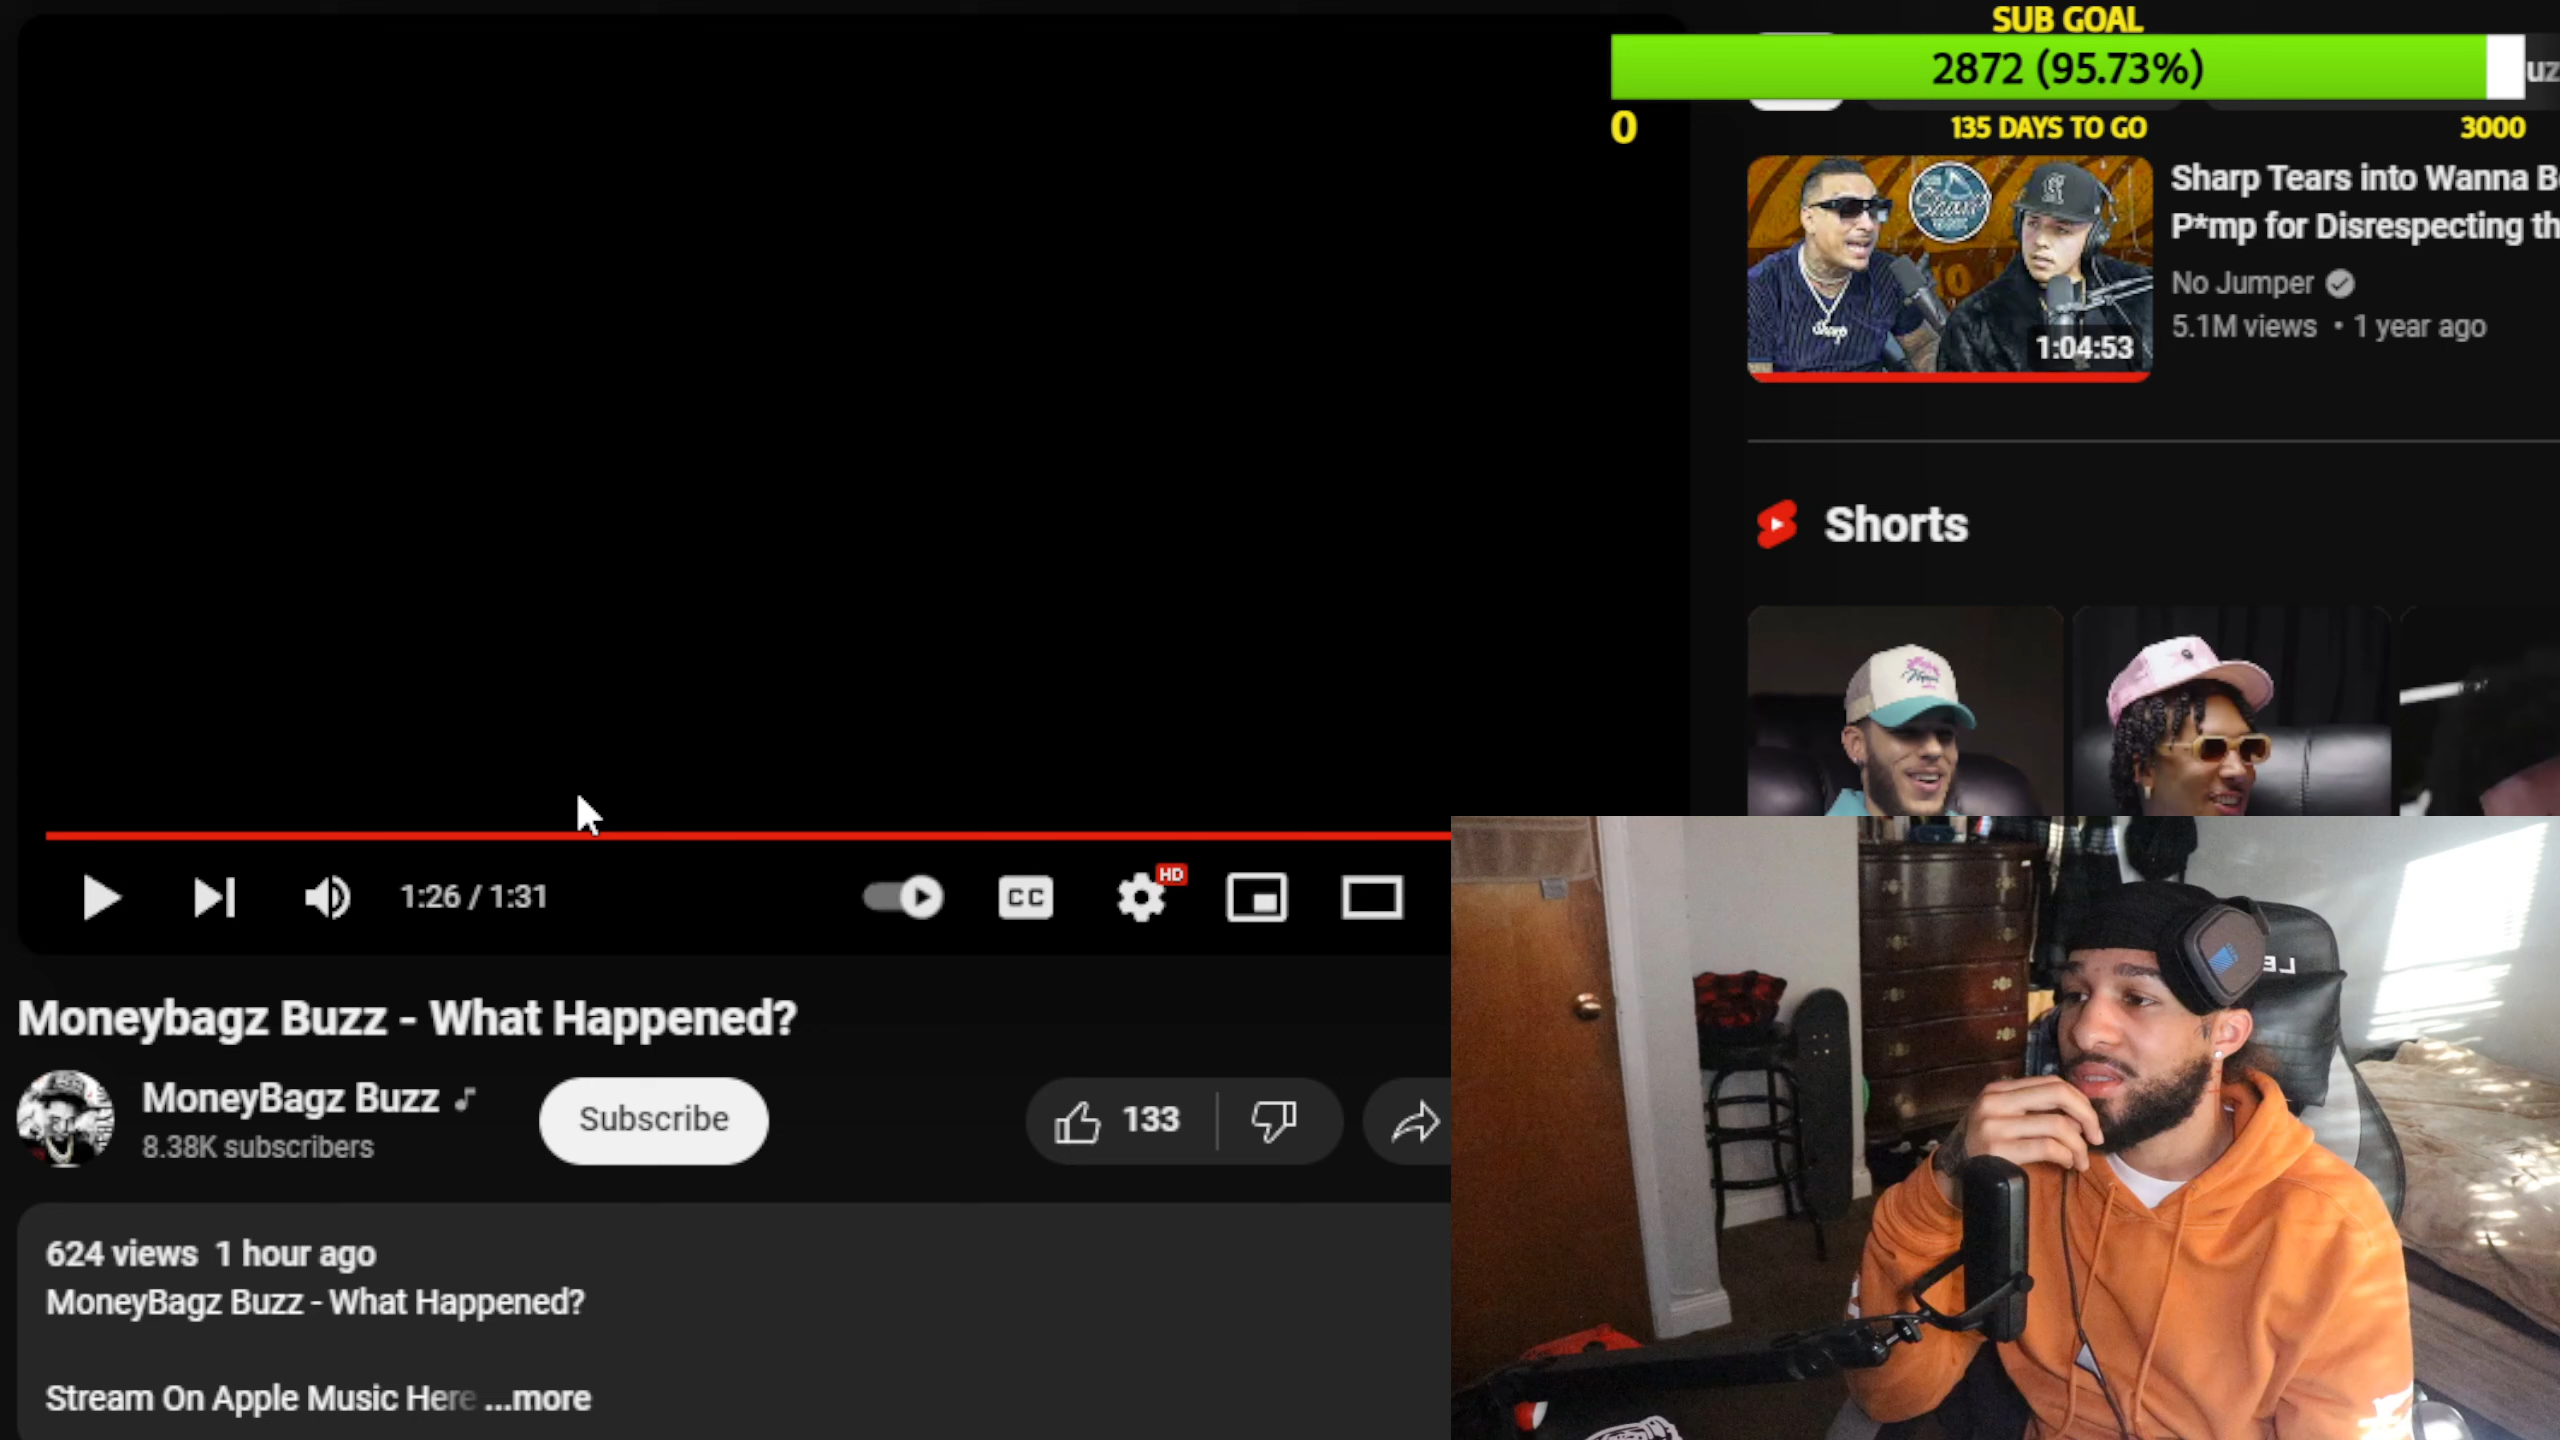 SUB GOAL
2872 (95.73%)
0
135 DAYS TO GO
3000
Sharp Tears into Wanna B
P*mp for Disrespecting th
No Jumper
5.1M views • 1 year ago
Sharp
1:04:53
Shorts
HD
CC
1:26 / 1:31
Moneybagz Buzz - What Happened?
MoneyBagz Buzz
8.38K subscribers
Subscribe
133
624 views 1 hour ago
MoneyBagz Buzz - What Happened?
Stream On Apple Music Here ...more